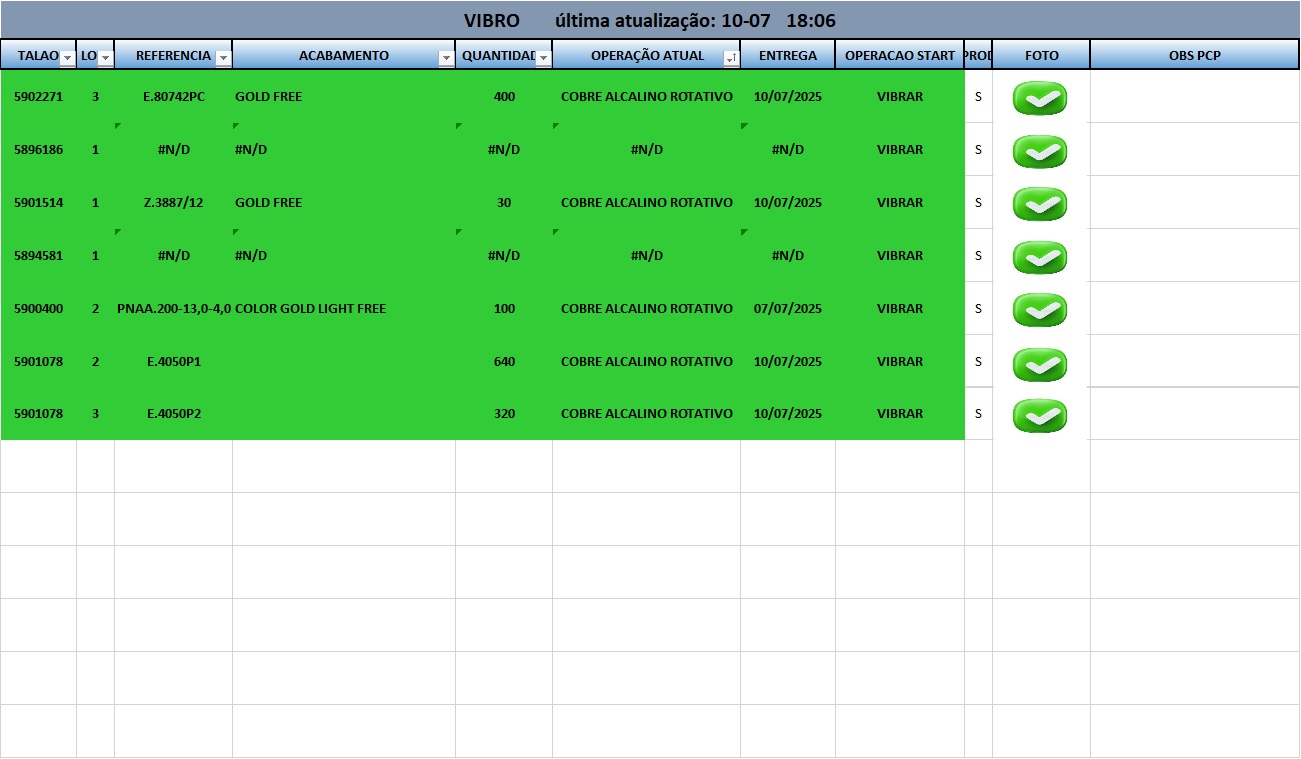 VIBRO última atualização: 10-07 18:06
TALAO LO REFERENCIA ACABAMENTO QUANTIDAD OPERAÇÃO ATUAL ENTREGA OPERACAO START PROD FOTO OBS PCP
5902271 3 E.80742PC GOLD FREE 400 COBRE ALCALINO ROTATIVO 10/07/2025 VIBRAR S
5896186 1 #N/D #N/D #N/D #N/D #N/D VIBRAR S
5901514 1 Z.3887/12 GOLD FREE 30 COBRE ALCALINO ROTATIVO 10/07/2025 VIBRAR S
5894581 1 #N/D #N/D #N/D #N/D #N/D VIBRAR S
5900400 2 PNAA.200-13,0-4,0 COLOR GOLD LIGHT FREE 100 COBRE ALCALINO ROTATIVO 07/07/2025 VIBRAR S
5901078 2 E.4050P1 640 COBRE ALCALINO ROTATIVO 10/07/2025 VIBRAR S
5901078 3 E.4050P2 320 COBRE ALCALINO ROTATIVO 10/07/2025 VIBRAR S